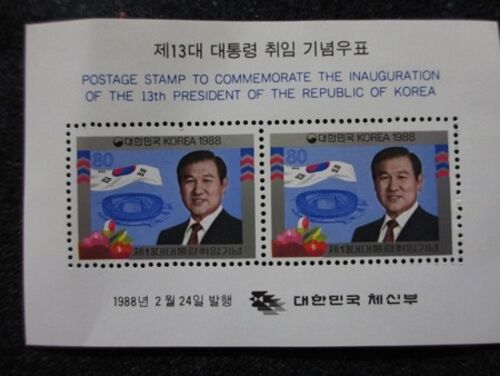 제13대 대통령 취임 기념우표
POSTAGE STAMP TO COMMEMORATE THE INAUGURATION
OF THE 13th PRESIDENT OF THE REPUBLIC OF KOREA
대한민국 KOREA 1988
80
제13대대통령취임기념
대한민국 KOREA 1988
80
제13대대통령취임기념
1988년 2월 24일 발행
대한민국 체신부